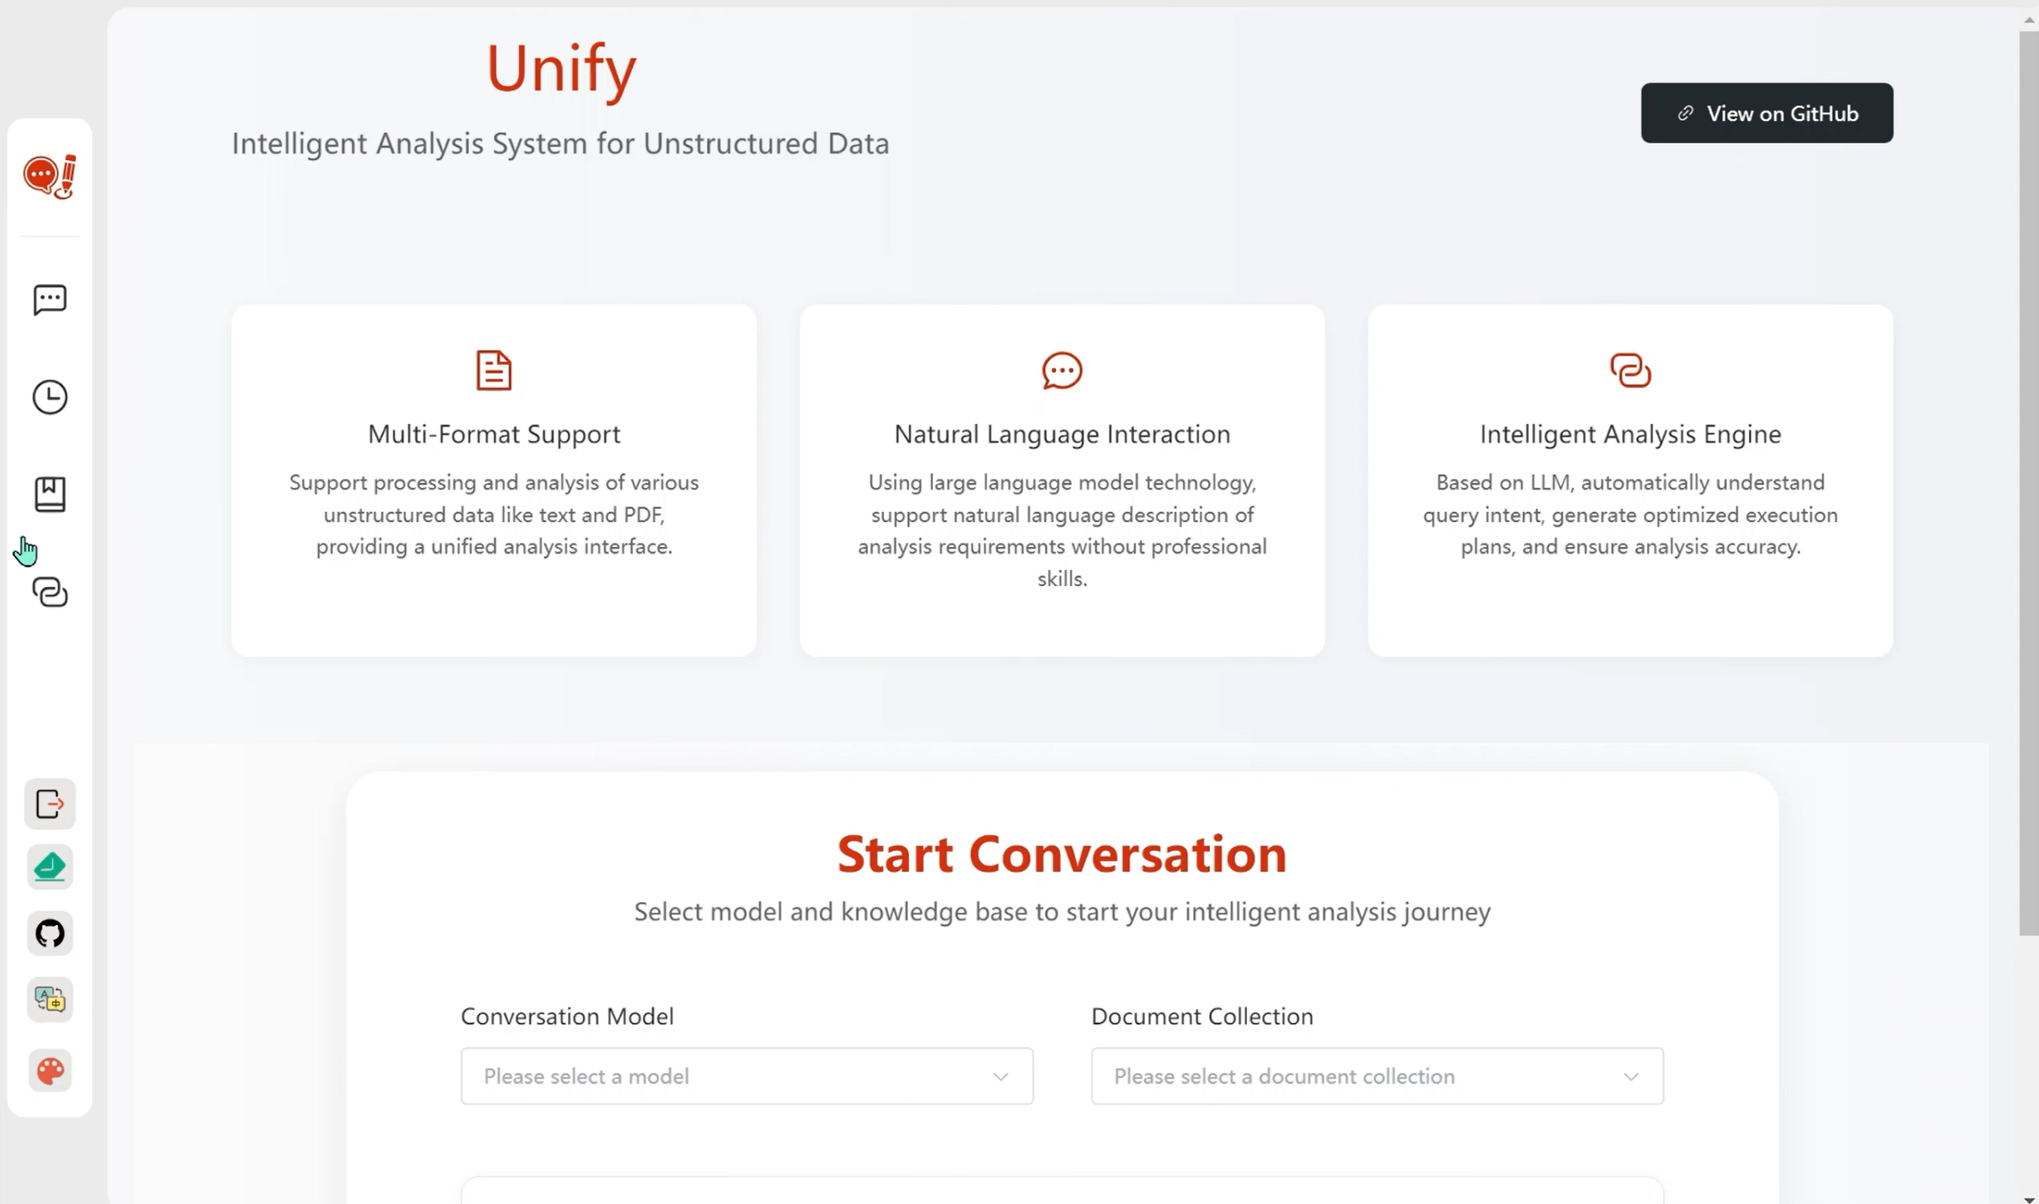 Unify
Intelligent Analysis System for Unstructured Data
View on GitHub
Multi-Format Support
Support processing and analysis of various
unstructured data like text and PDF,
providing a unified analysis interface.
Natural Language Interaction
Using large language model technology,
support natural language description of
analysis requirements without professional
skills.
Intelligent Analysis Engine
Based on LLM, automatically understand
query intent, generate optimized execution
plans, and ensure analysis accuracy.
Start Conversation
Select model and knowledge base to start your intelligent analysis journey
Conversation Model
Document Collection
Please select a model
Please select a document collection
A
中